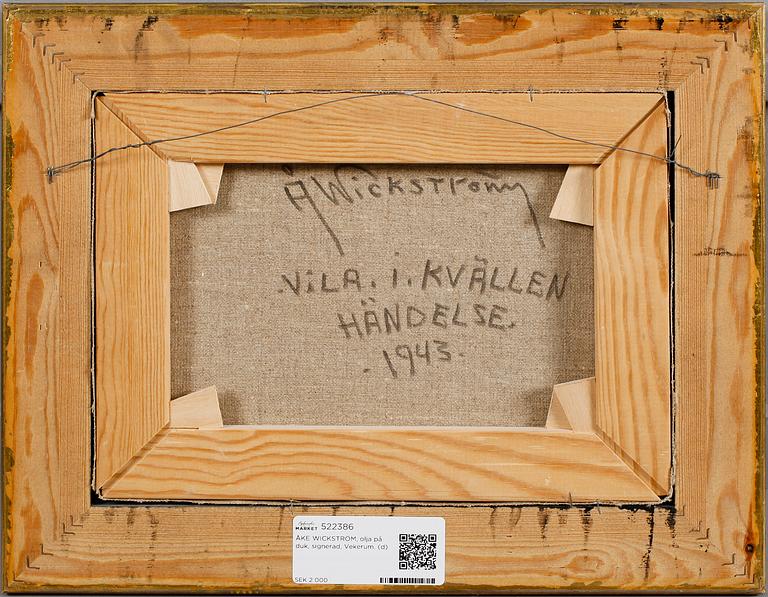 Å Wickström
.ViLA. i. KVÄLLEN
HÄNDELSE.
.1943.
MARKET 522386
ÅKE WICKSTRÖM, olja på
duk, signerad, Vekerum. (d)
SEK 2 000